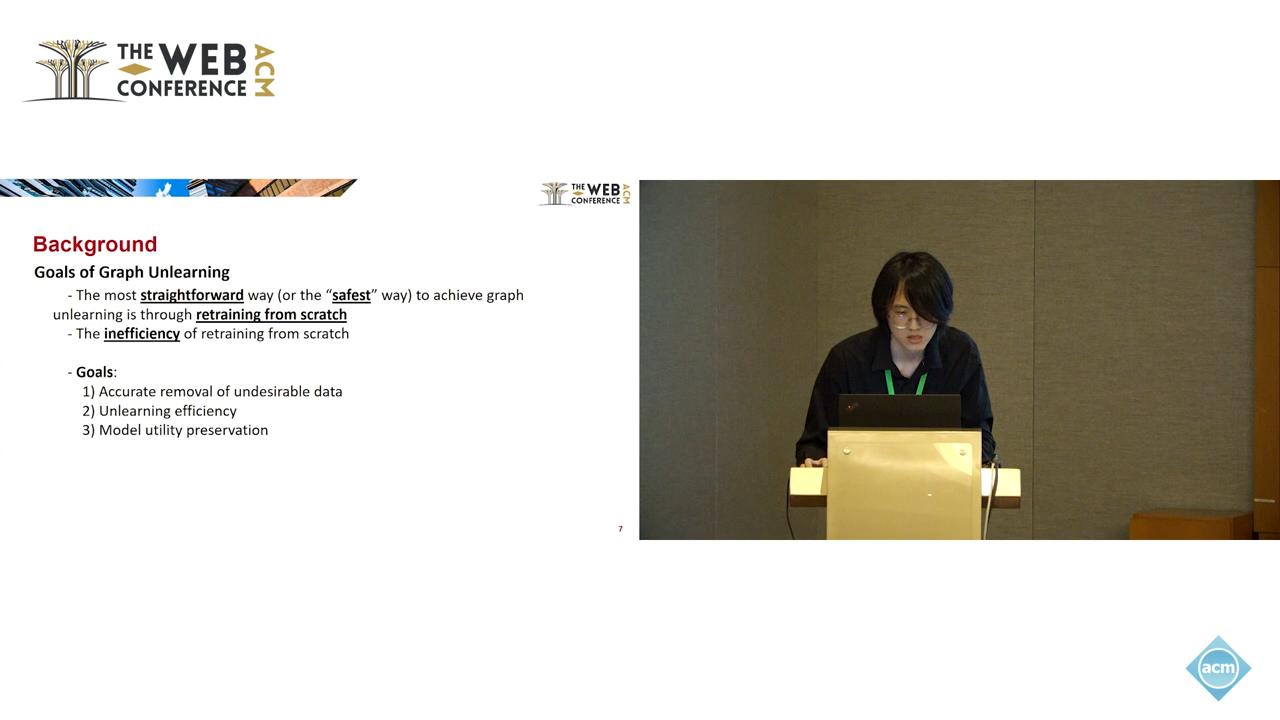 THE WEB
CONFERENCE
ACM
THE WEB
CONFERENCE
ACM
Background
Goals of Graph Unlearning
- The most straightforward way (or the “safest” way) to achieve graph
unlearning is through retraining from scratch
- The inefficiency of retraining from scratch
- Goals:
1) Accurate removal of undesirable data
2) Unlearning efficiency
3) Model utility preservation
7
acm